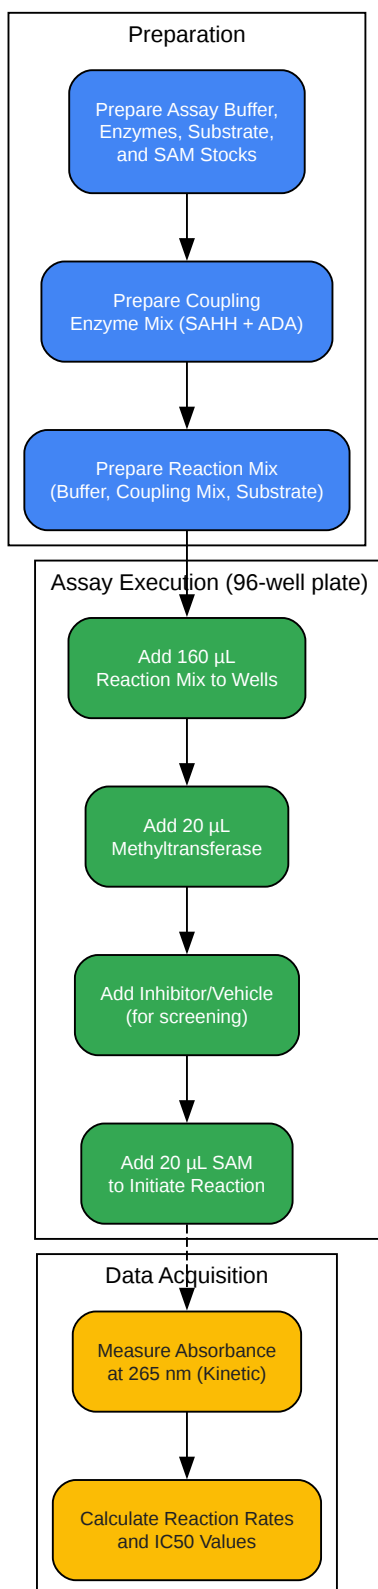 Preparation
Prepare Assay Buffer,
Enzymes, Substrate,
and SAM Stocks
Prepare Coupling
Enzyme Mix (SAHH + ADA)
Prepare Reaction Mix
(Buffer, Coupling Mix, Substrate)
Assay Execution (96-well plate)
Add 160 µL
Reaction Mix to Wells
Add 20 µL
Methyltransferase
Add Inhibitor/Vehicle
(for screening)
Add 20 µL SAM
to Initiate Reaction
Data Acquisition
Measure Absorbance
at 265 nm (Kinetic)
Calculate Reaction Rates
and IC50 Values